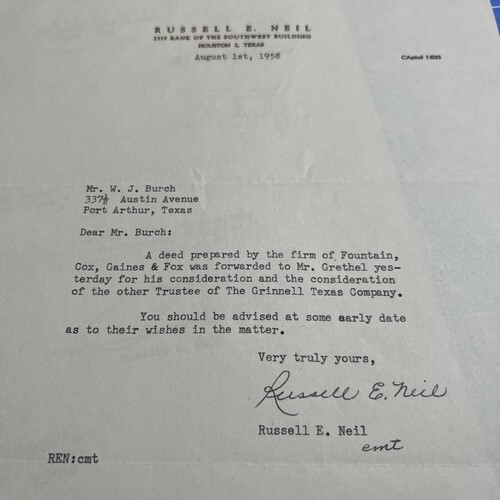 RUSSELL E. NEIL
2319 BANK OF THE SOUTHWEST BUILDING
HOUSTON 2, TEXAS
August 1st, 1958
CApitol
Mr. W. J. Burch
337½ Austin Avenue
Port Arthur, Texas
Dear Mr. Burch:
A deed prepared by the firm of Fountain,
Cox, Gaines & Fox was forwarded to Mr. Grethel yes-
terday for his consideration and the consideration
of the other Trustee of The Grinnell Texas Company.
You should be advised at some early date
as to their wishes in the matter.
Very truly yours,
Russell E. Neil
Russell E. Neil
cmt
REN:cmt